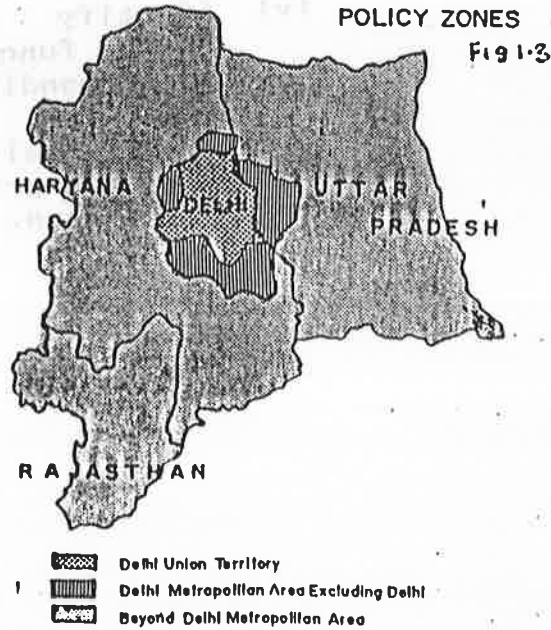 POLICY ZONES
Fig 1.3
HARYANA
DELHI
UTTAR
PRADESH
RAJASTHAN
Delhi Union Territory
Delhi Metropolitan Area Excluding Delhi
Beyond Delhi Metropolitan Area